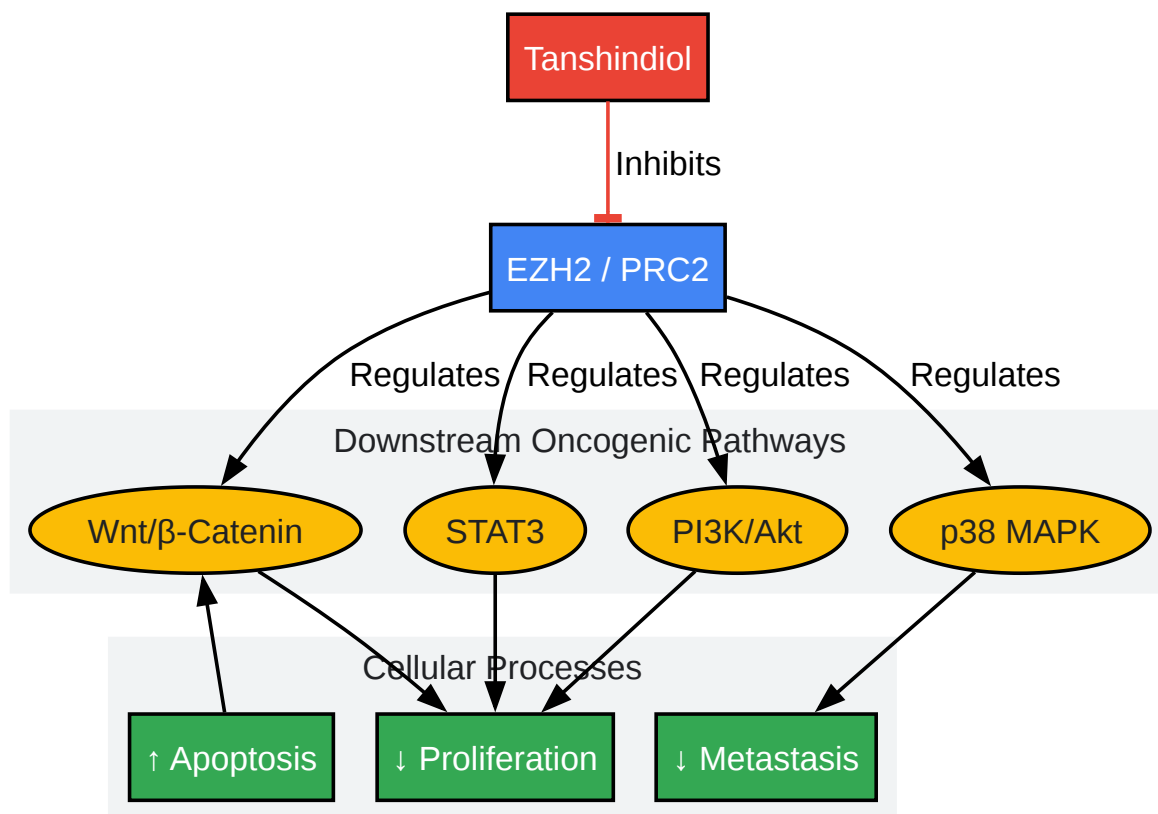 Tanshindiol
Inhibits
EZH2 / PRC2
Regulates
Regulates
Regulates
Regulates
Downstream Oncogenic Pathways
Wnt/β-Catenin
STAT3
PI3K/Akt
p38 MAPK
Cellular Processes
↑ Apoptosis
↓ Proliferation
↓ Metastasis